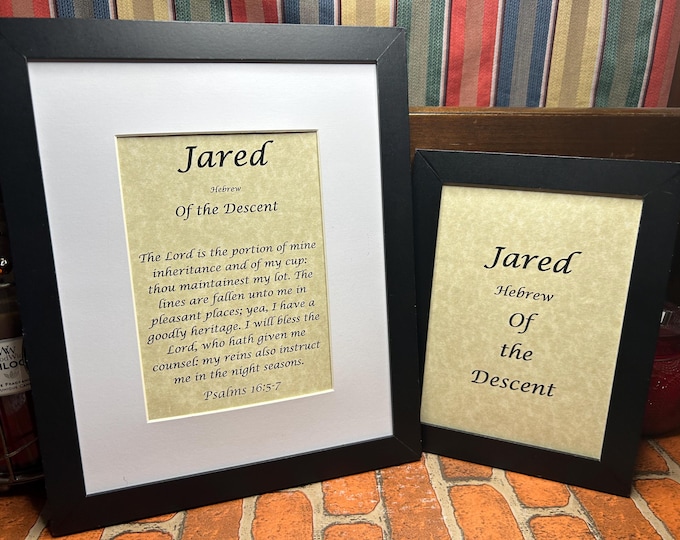 Jared
Hebrew
Of the Descent
The Lord is the portion of mine
inheritance and of my cup:
thou maintainest my lot. The
lines are fallen unto me in
pleasant places; yea, I have a
goodly heritage. I will bless the
Lord, who hath given me
counsel: my reins also instruct
me in the night seasons.
Psalms 16:5-7
Jared
Hebrew
Of
the
Descent